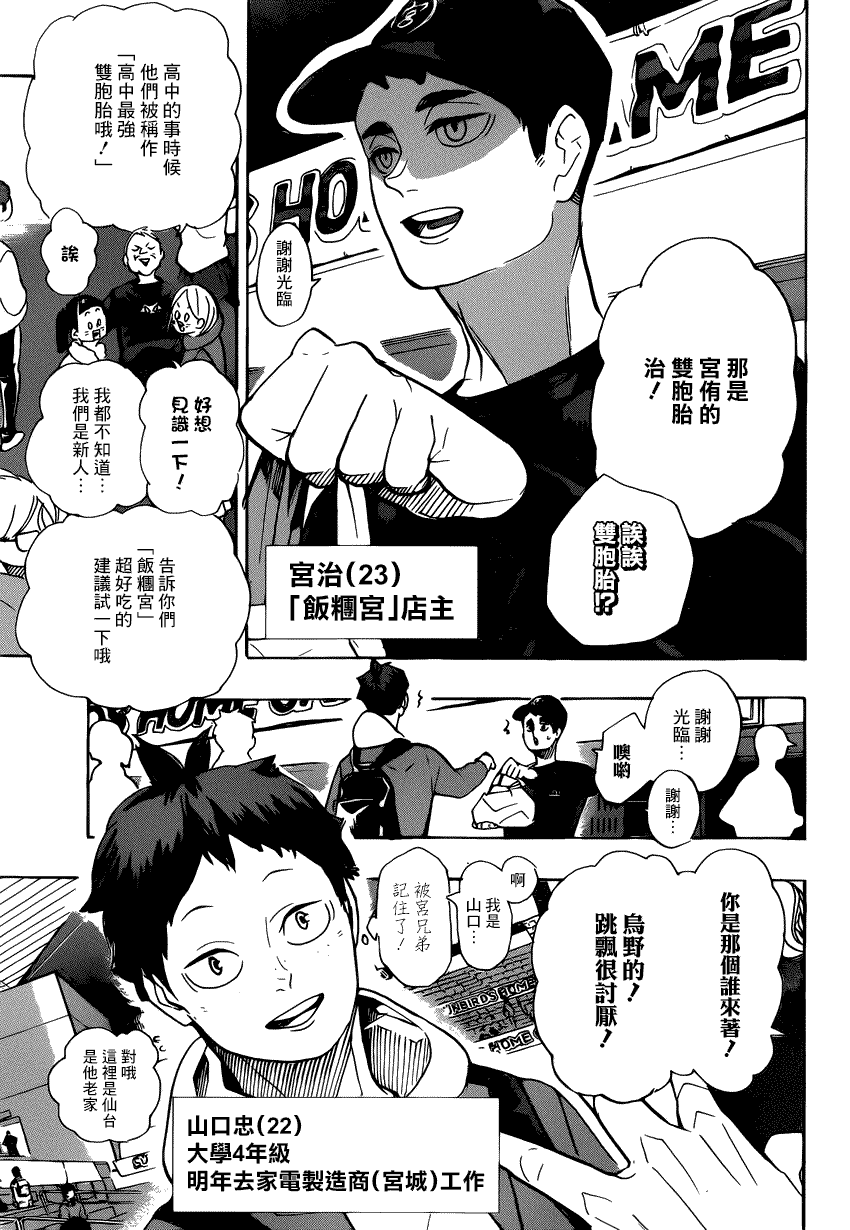 宮
HOME GAME
那是
宮侑的
雙胞胎
治！
誒誒
雙胞胎!?
謝謝光臨
宮治(23)
「飯糰宮」店主
高中的事時候
他們被稱作
「高中最強
雙胞胎哦！」
誒
好想
見識一下！
我都不知道…
我們是新人…
告訴你們
「飯糰宮」
超好吃的
建議試一下哦
HOME
謝謝
光臨…
噢喲
謝謝…
你是那個誰來著！
烏野的！
跳飄很討厭！
啊
我是
山口…
被宮兄弟
記住了！
HOME
HOME
對哦
這裡是仙台
是他老家
山口忠(22)
大學4年級
明年去家電製造商(宮城)工作